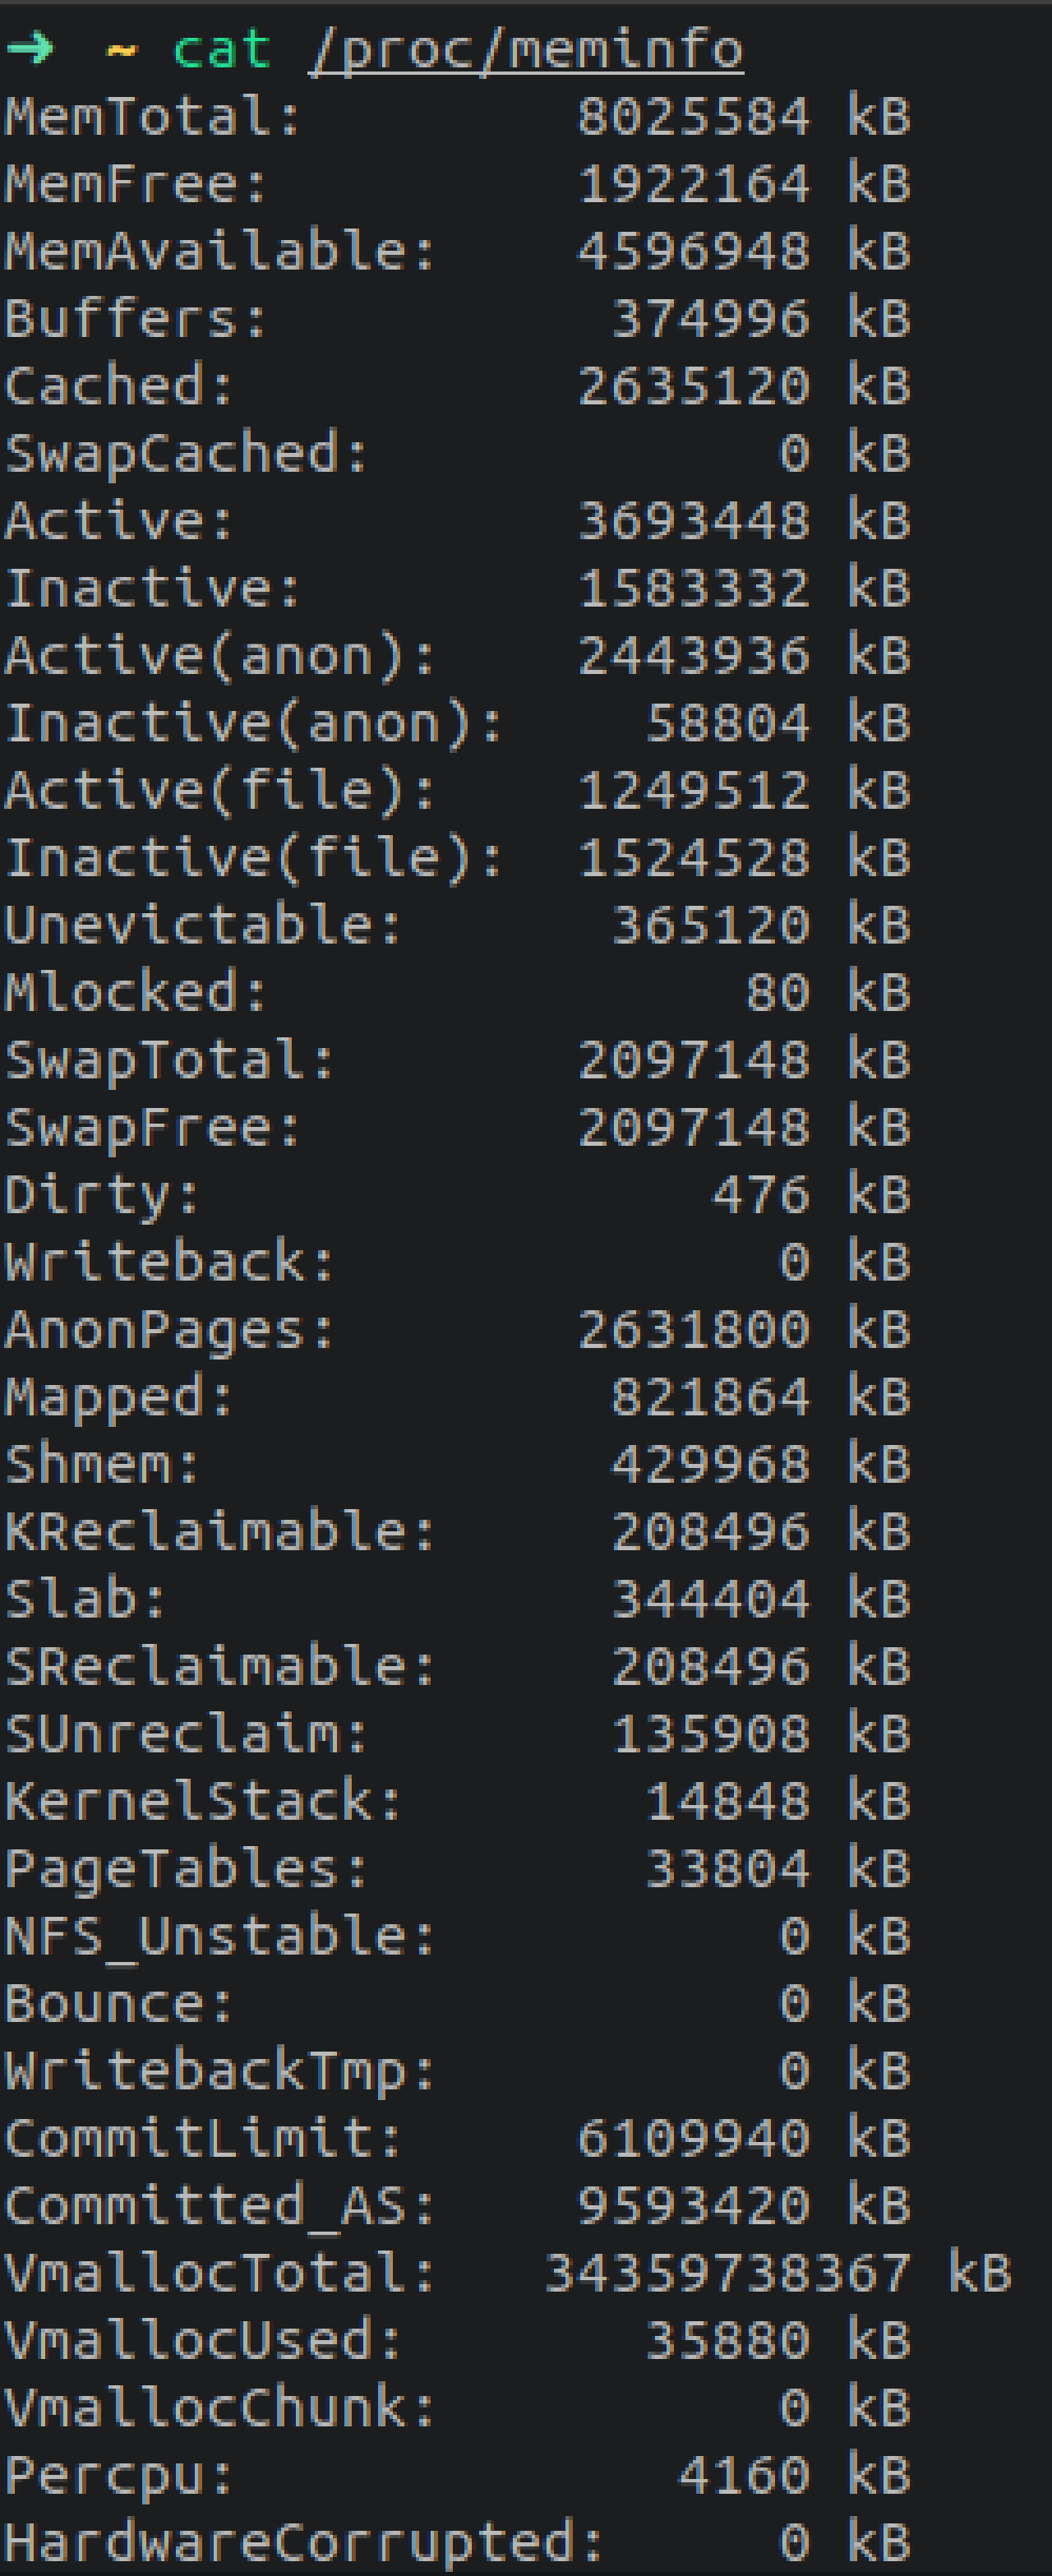 ➜ ~ cat /proc/meminfo
MemTotal:        8025584 kB
MemFree:         1922164 kB
MemAvailable:    4596948 kB
Buffers:          374996 kB
Cached:          2635120 kB
SwapCached:            0 kB
Active:          3693448 kB
Inactive:        1583332 kB
Active(anon):    2443936 kB
Inactive(anon):    58804 kB
Active(file):    1249512 kB
Inactive(file):  1524528 kB
Unevictable:      365120 kB
Mlocked:              80 kB
SwapTotal:       2097148 kB
SwapFree:        2097148 kB
Dirty:               476 kB
Writeback:             0 kB
AnonPages:       2631800 kB
Mapped:           821864 kB
Shmem:            429968 kB
KReclaimable:     208496 kB
Slab:             344404 kB
SReclaimable:     208496 kB
SUnreclaim:       135908 kB
KernelStack:       14848 kB
PageTables:        33804 kB
NFS_Unstable:          0 kB
Bounce:                0 kB
WritebackTmp:          0 kB
CommitLimit:     6109940 kB
Committed_AS:    9593420 kB
VmallocTotal:   34359738367 kB
VmallocUsed:       35880 kB
VmallocChunk:          0 kB
Percpu:             4160 kB
HardwareCorrupted:     0 kB